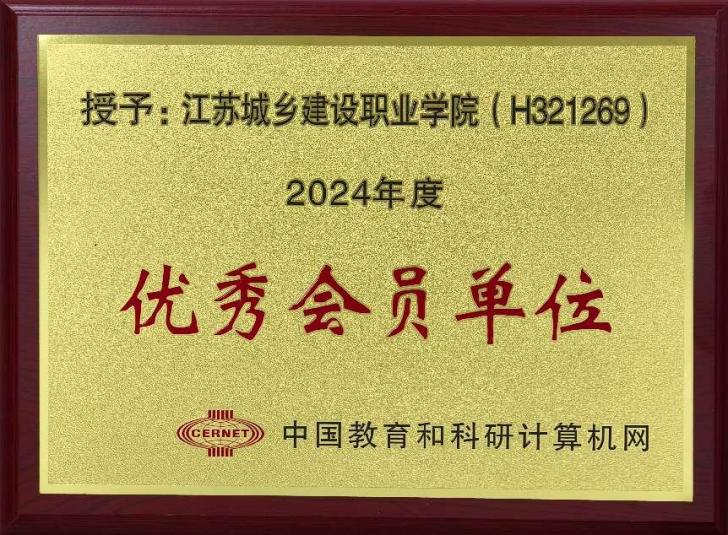 授予：江苏城乡建设职业学院（H321269）
2024年度
优秀会员单位
CERNET 中国教育和科研计算机网